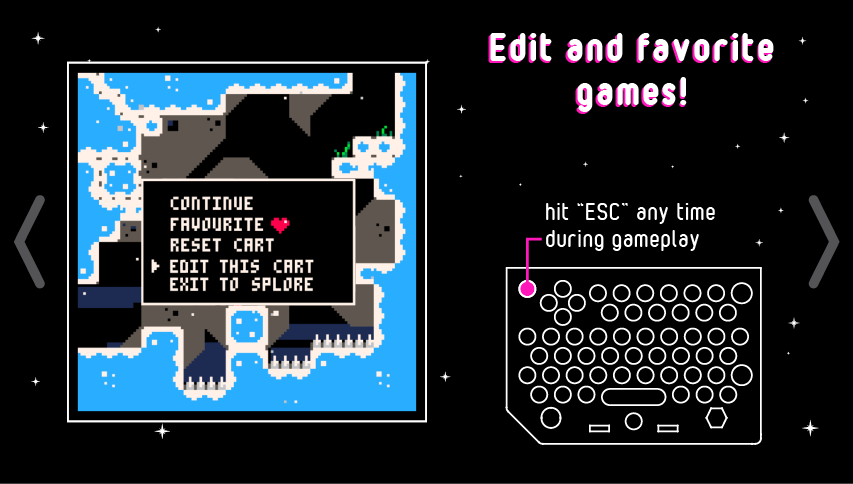 Edit and favorite
games!
CONTINUE
FAVOURITE
RESET CART
EDIT THIS CART
EXIT TO SPLORE
hit "ESC" any time
during gameplay